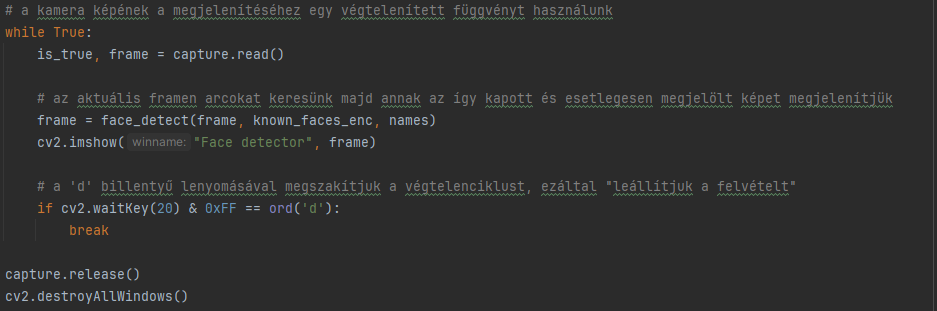 # a kamera képének a megjelenítéséhez egy végtelenített függvényt használunk
while True:
    is_true, frame = capture.read()
    # az aktuális framen arcokat keresünk majd annak az így kapott és esetlegesen megjelölt képet megjelenítjük
    frame = face_detect(frame, known_faces_enc, names)
    cv2.imshow( winname: "Face detector", frame)
    # a 'd' billentyű lenyomásával megszakítjuk a végtelenciklust, ezáltal "leállítjuk a felvételt"
    if cv2.waitKey(20) & 0xFF == ord('d'):
        break
capture.release()
cv2.destroyAllWindows()